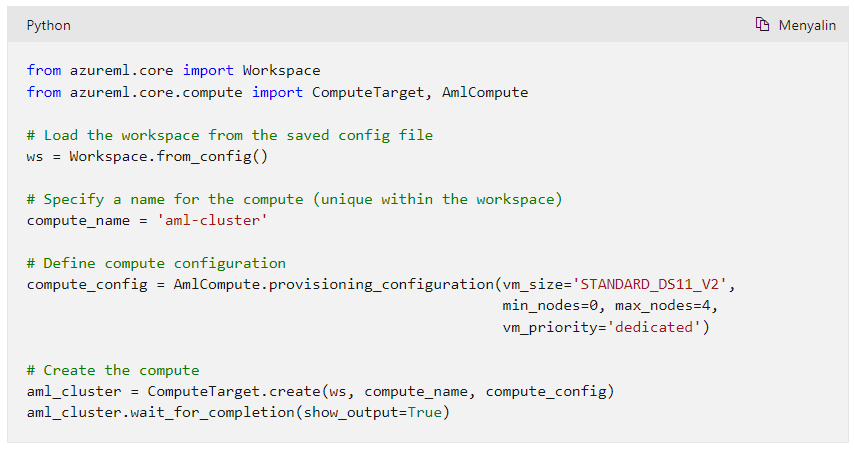 Python
Menyalin
from azureml.core import Workspace
from azureml.core.compute import ComputeTarget, AmlCompute
# Load the workspace from the saved config file
ws = Workspace.from_config()
# Specify a name for the compute (unique within the workspace)
compute_name = 'aml-cluster'
# Define compute configuration
compute_config = AmlCompute.provisioning_configuration(vm_size='STANDARD_DS11_V2',
min_nodes=0, max_nodes=4,
vm_priority='dedicated')
# Create the compute
aml_cluster = ComputeTarget.create(ws, compute_name, compute_config)
aml_cluster.wait_for_completion(show_output=True)